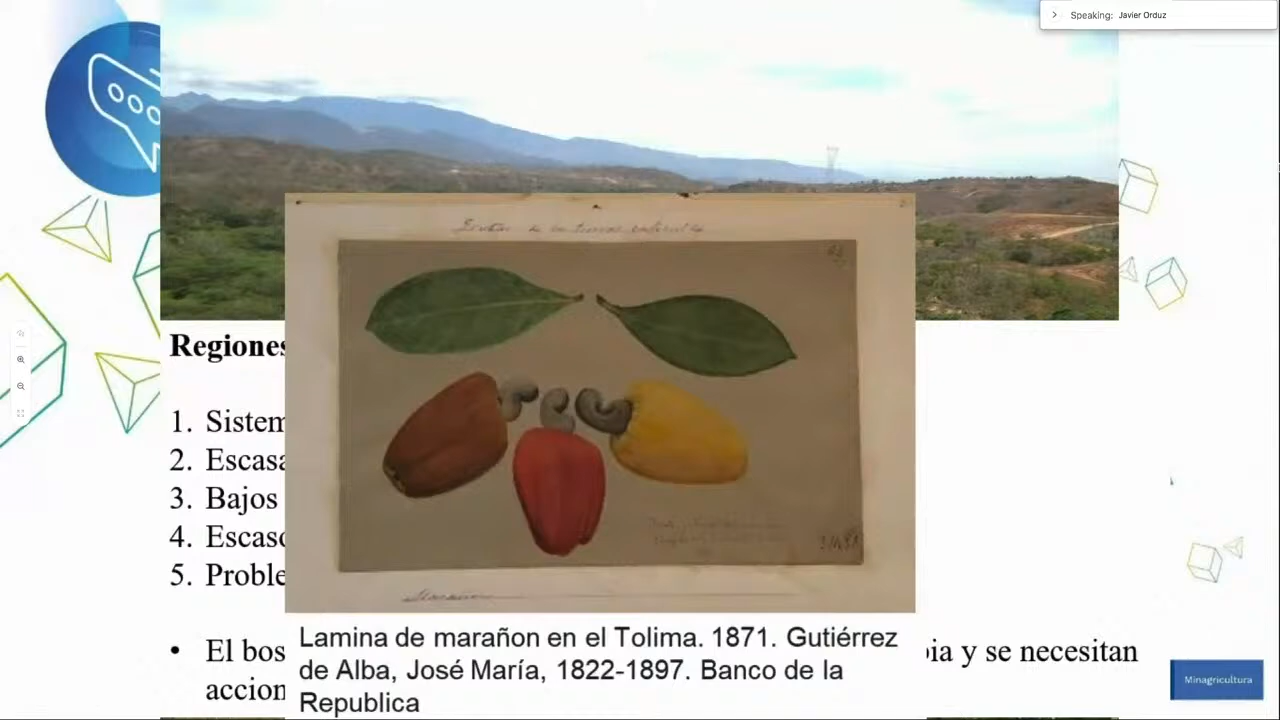 Speaking: Javier Orduz
Regiones
1. Sistem
2. Escasa
3. Bajos
4. Escaso
5. Proble
• El bos
accion
Lamina de marañon en el Tolima. 1871. Gutiérrez
de Alba, José María, 1822-1897. Banco de la
Republica
ia y se necesitan
Minagricultura